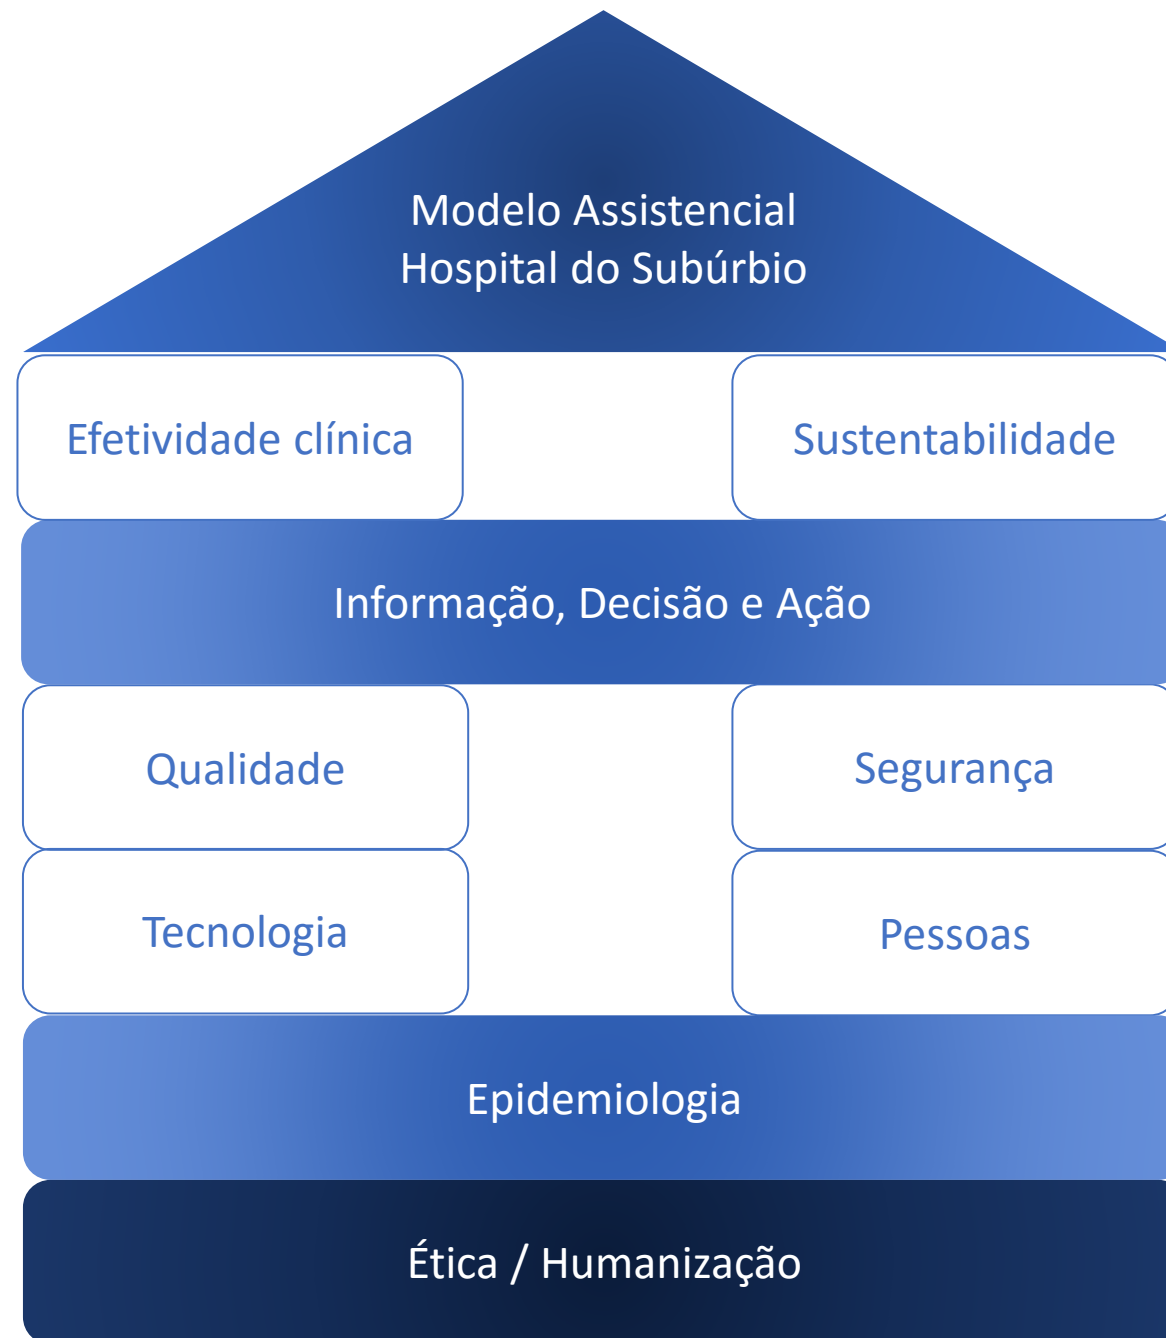 Modelo Assistencial
Hospital do Subúrbio
Efetividade clínica
Sustentabilidade
Informação, Decisão e Ação
Qualidade
Segurança
Tecnologia
Pessoas
Epidemiologia
Ética / Humanização